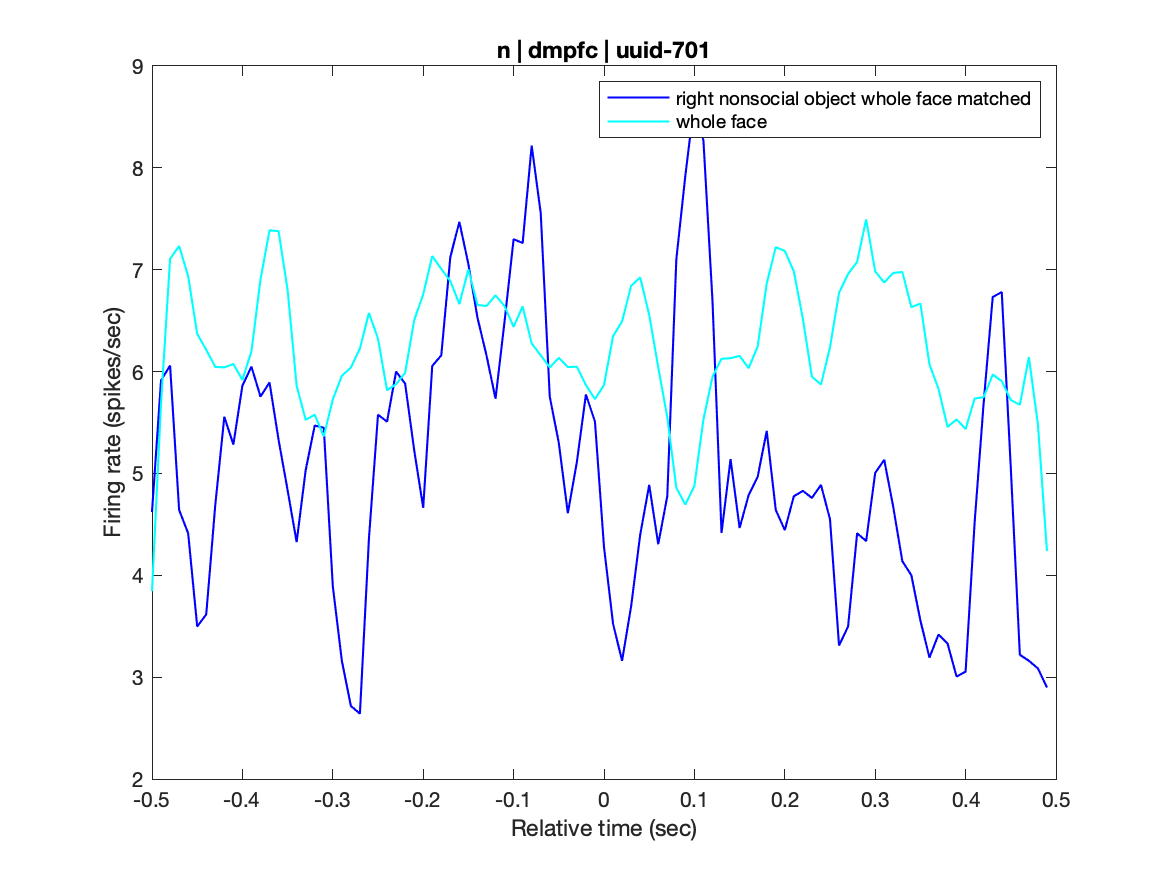 n | dmpfc | uuid-701
right nonsocial object whole face matched
whole face
9
8
7
6
5
4
3
2
Firing rate (spikes/sec)
-0.5 -0.4 -0.3 -0.2 -0.1 0 0.1 0.2 0.3 0.4 0.5
Relative time (sec)